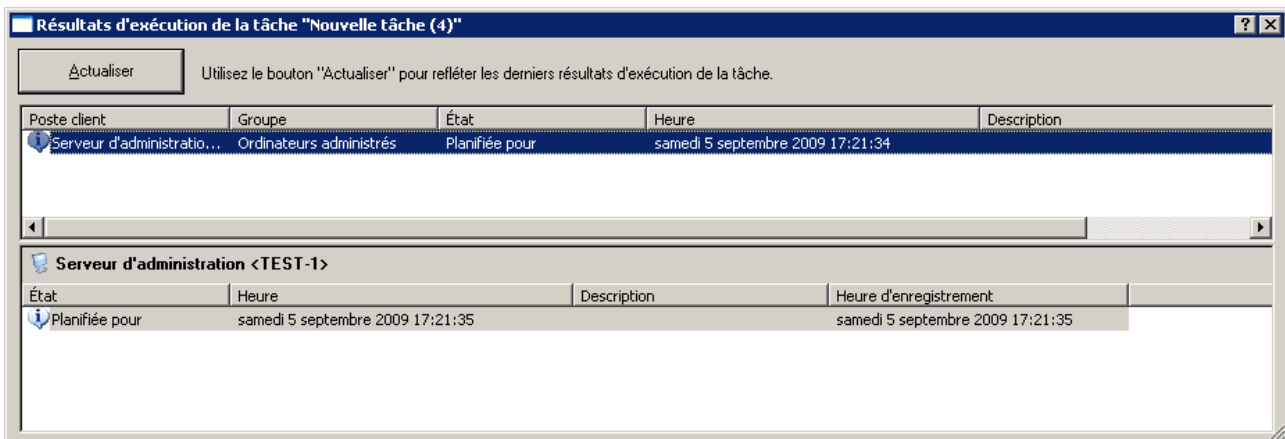 Résultats d'exécution de la tâche "Nouvelle tâche (4)"
Actualiser Utilisez le bouton "Actualiser" pour refléter les derniers résultats d'exécution de la tâche.
Poste client Groupe État Heure Description
Serveur d'administratio... Ordinateurs administrés Planifiée pour samedi 5 septembre 2009 17:21:34
Serveur d'administration <TEST-1>
État Heure Description Heure d'enregistrement
Planifiée pour samedi 5 septembre 2009 17:21:35 samedi 5 septembre 2009 17:21:35